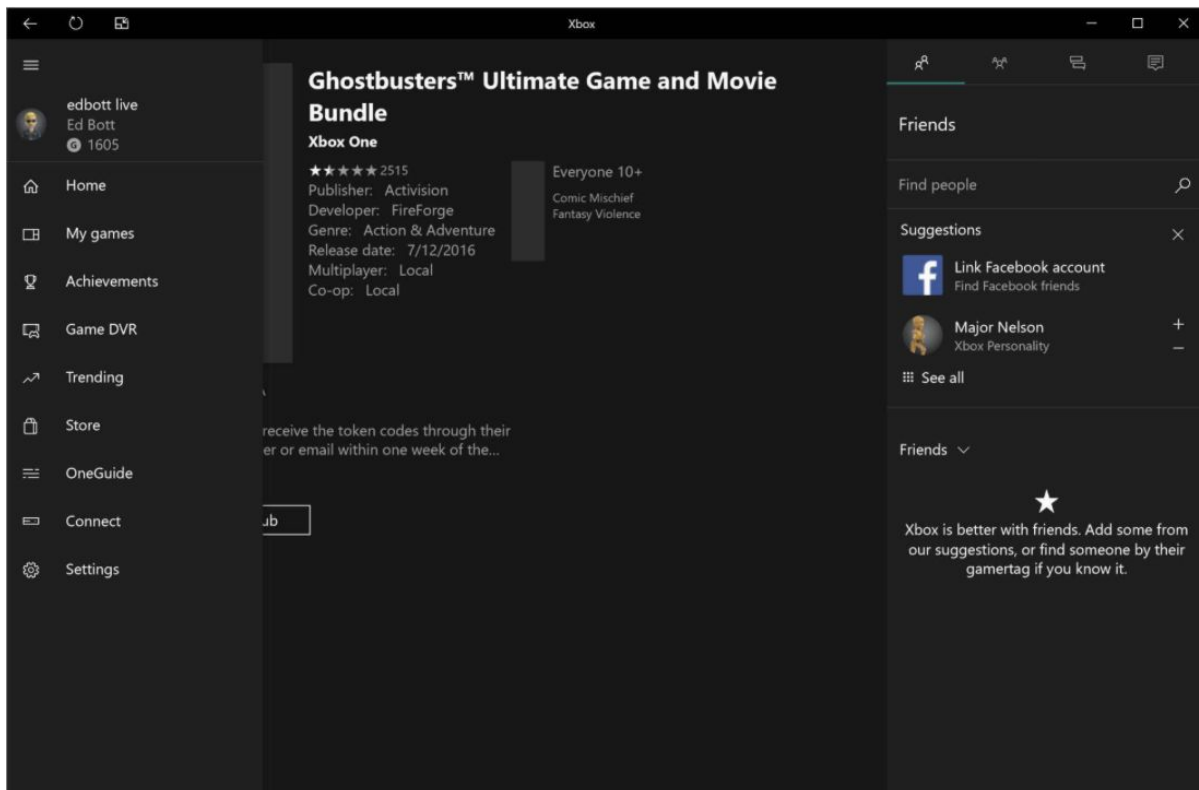 Xbox
edbott live
Ed Bott
G 1605
Home
My games
Achievements
Game DVR
Trending
Store
OneGuide
Connect
Settings
Ghostbusters™ Ultimate Game and Movie
Bundle
Xbox One
2515
Publisher: Activision
Developer: FireForge
Genre: Action & Adventure
Release date: 7/12/2016
Multiplayer: Local
Co-op: Local
Everyone 10+
Comic Mischief
Fantasy Violence
receive the token codes through their
er or email within one week of the...
ub
Friends
Find people
Suggestions
f
Link Facebook account
Find Facebook friends
Major Nelson
Xbox Personality
See all
Friends
Xbox is better with friends. Add some from
our suggestions, or find someone by their
gamertag if you know it.